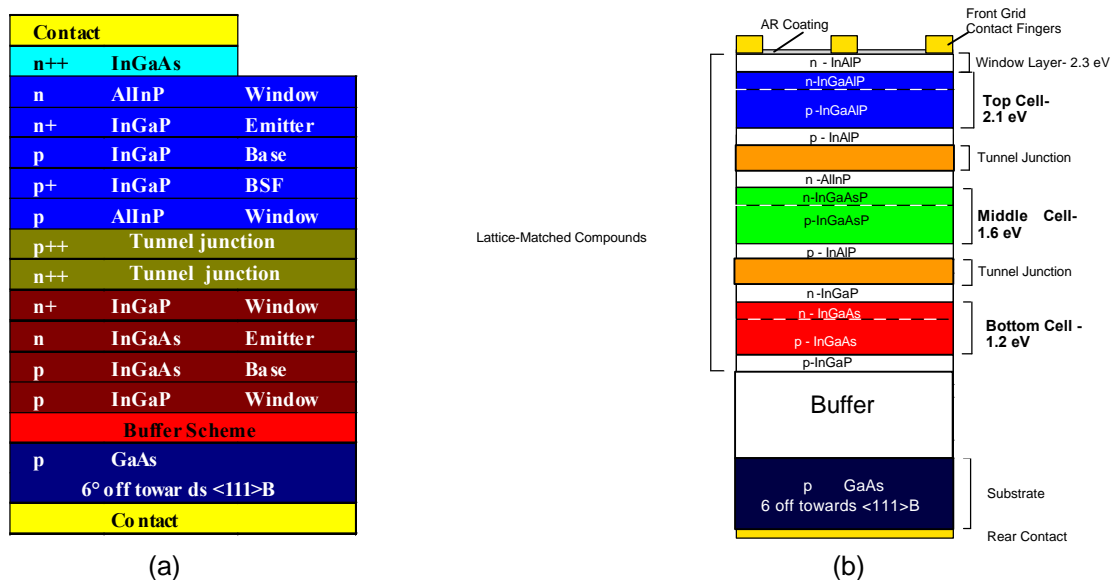 Contact
n++ InGaAs
n AlInP Window
n+ InGaP Emitter
p InGaP Base
p+ InGaP BSF
p AlInP Window
p++ Tunnel junction
n++ Tunnel junction
n+ InGaP Window
n InGaAs Emitter
p InGaAs Base
p InGaP Window
Buffer Scheme
p GaAs
6° off towar ds <111>B
Contact
(a)
AR Coating
Front Grid
Contact Fingers
n - InAlP
Window Layer- 2.3 eV
n-InGaAlP
p -InGaAlP
Top Cell-
2.1 eV
p - InAlP
Tunnel Junction
n -AlInP
n-InGaAsP
p-InGaAsP
Middle Cell-
1.6 eV
Lattice-Matched Compounds
p - InAlP
Tunnel Junction
n -InGaP
n - InGaAs
p - InGaAs
Bottom Cell -
1.2 eV
p-InGaP
Buffer
p GaAs
6 off towards <111>B
Substrate
Rear Contact
(b)